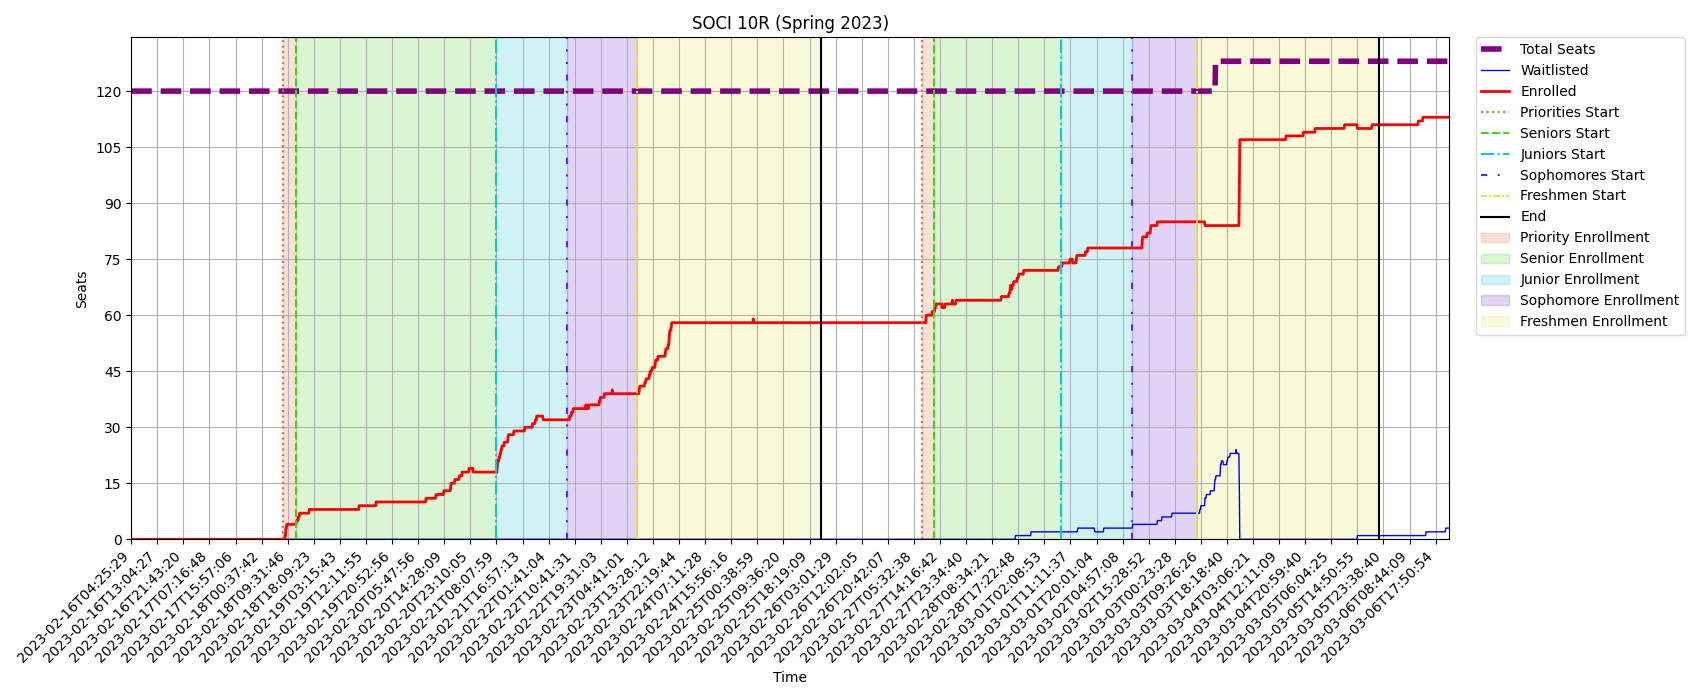 SOCI 10R (Spring 2023)
Total Seats
Waitlisted
Enrolled
Priorities Start
Seniors Start
Juniors Start
Sophomores Start
Freshmen Start
End
Priority Enrollment
Senior Enrollment
Junior Enrollment
Sophomore Enrollment
Freshmen Enrollment
Seats
120
105
90
75
60
45
30
15
0
2023-02-16T04:25:29
2023-02-16T13:04:27
2023-02-16T21:43:20
2023-02-17T07:16:48
2023-02-17T15:57:06
2023-02-18T00:37:42
2023-02-18T09:31:46
2023-02-18T18:09:23
2023-02-19T03:15:43
2023-02-19T12:11:55
2023-02-19T20:52:56
2023-02-20T05:47:56
2023-02-20T14:28:09
2023-02-20T23:10:05
2023-02-21T08:07:59
2023-02-21T16:57:13
2023-02-22T01:41:04
2023-02-22T10:41:31
2023-02-22T19:31:03
2023-02-23T04:41:01
2023-02-23T13:28:12
2023-02-23T22:19:44
2023-02-24T07:11:28
2023-02-24T15:56:16
2023-02-25T00:38:59
2023-02-25T09:36:20
2023-02-25T18:19:09
2023-02-26T03:01:29
2023-02-26T12:02:05
2023-02-26T20:42:07
2023-02-27T05:32:38
2023-02-27T14:16:42
2023-02-27T23:34:40
2023-02-28T08:34:21
2023-02-28T17:22:48
2023-03-01T02:08:53
2023-03-01T11:11:37
2023-03-01T20:01:04
2023-03-02T04:57:08
2023-03-02T15:28:52
2023-03-03T00:23:28
2023-03-03T09:26:26
2023-03-03T18:18:40
2023-03-04T03:06:21
2023-03-04T12:11:09
2023-03-04T20:59:40
2023-03-05T06:04:25
2023-03-05T14:50:55
2023-03-05T23:38:40
2023-03-06T08:44:09
2023-03-06T17:50:54
Time